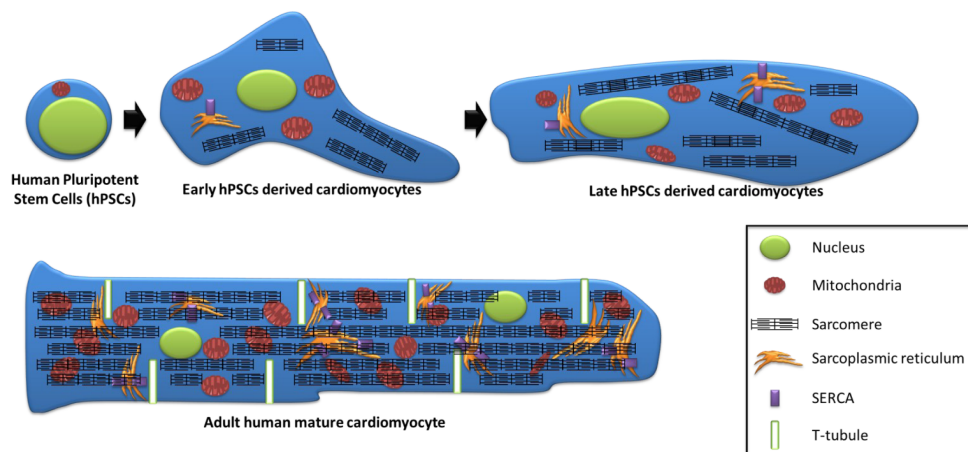 Human Pluripotent
Stem Cells (hPSCs)
Early hPSCs derived cardiomyocytes
Late hPSCs derived cardiomyocytes
Adult human mature cardiomyocyte
Nucleus
Mitochondria
Sarcomere
Sarcoplasmic reticulum
SERCA
T-tubule